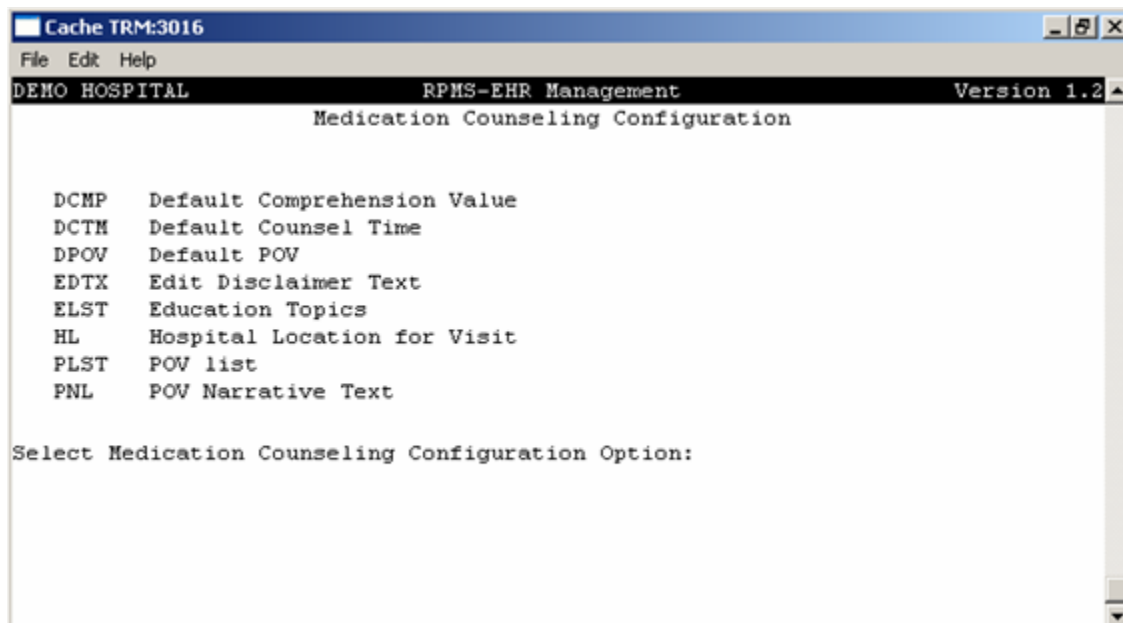 Cache TRM:3016
File Edit Help
DEMO HOSPITAL RPMS-EHR Management Version 1.2
Medication Counseling Configuration
DCMP Default Comprehension Value
DCTM Default Counsel Time
DPOV Default POV
EDTX Edit Disclaimer Text
ELST Education Topics
HL Hospital Location for Visit
PLST POV list
PNL POV Narrative Text
Select Medication Counseling Configuration Option: